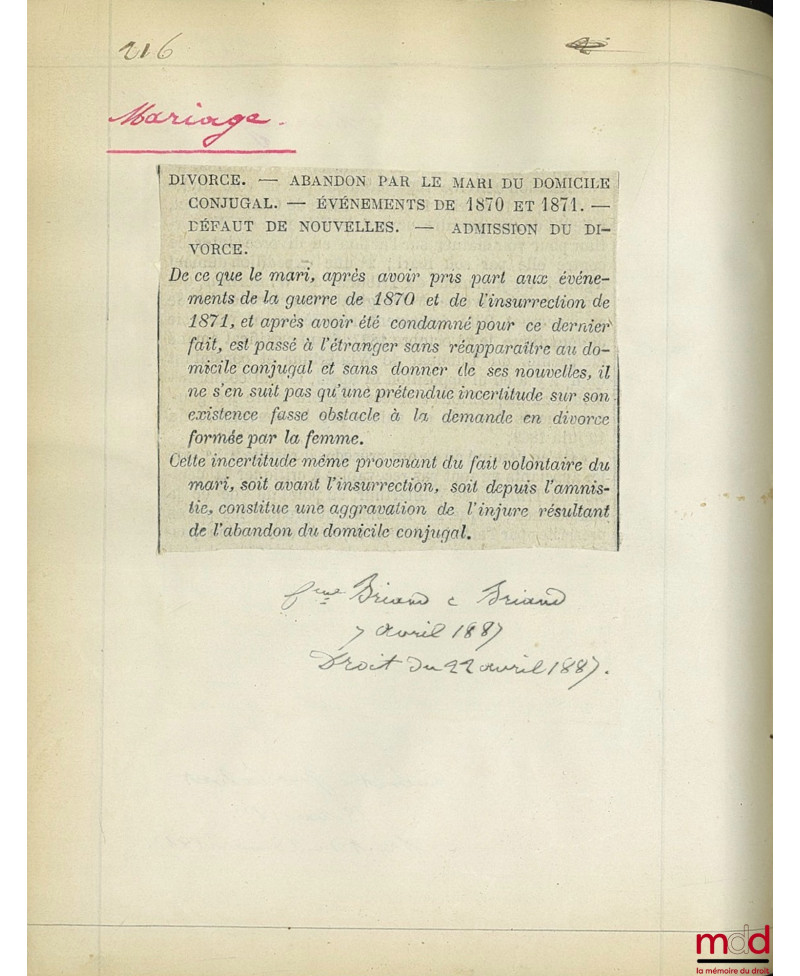 216
Mariage.
DIVORCE. — ABANDON PAR LE MARI DU DOMICILE
CONJUGAL. — ÉVÉNEMENTS DE 1870 ET 1871. —
DÉFAUT DE NOUVELLES. — ADMISSION DU DI-
VORCE.
De ce que le mari, après avoir pris part aux événe-
ments de la guerre de 1870 et de l'insurrection de
1871, et après avoir été condamné pour ce dernier
fait, est passé à l'étranger sans réapparaître au do-
micile conjugal et sans donner de ses nouvelles, il
ne s'en suit pas qu'une prétendue incertitude sur son
existence fasse obstacle à la demande en divorce
formée par la femme.
Cette incertitude même provenant du fait volontaire du
mari, soit avant l'insurrection, soit depuis l'amnis-
tie, constitue une aggravation de l'injure résultant
de l'abandon du domicile conjugal.
fme Briand c Briand
7 avril 1887
Droit du 22 avril 1887.
mdd
la mémoire du droit